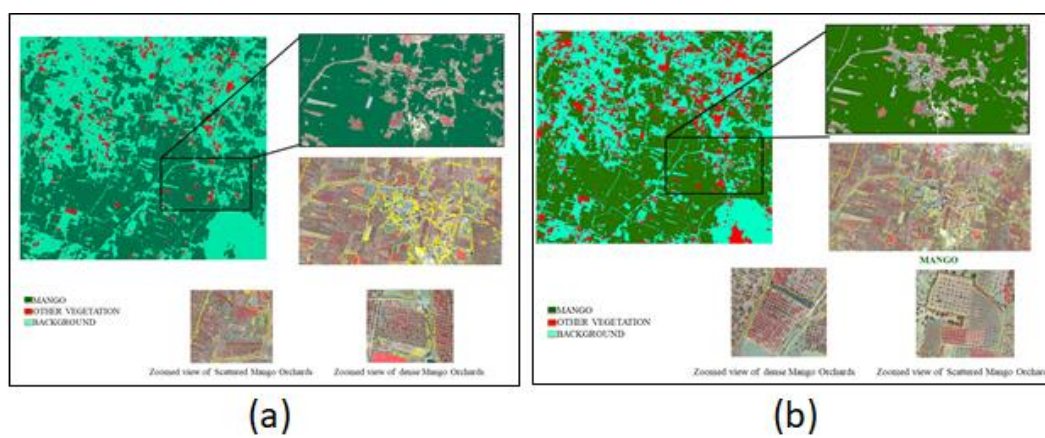 MANGO
OTHER VEGETATION
BACKGROUND
Zoomed view of Scattered Mango Orchards
Zoomed view of dense Mango Orchards
(a)
MANGO
MANGO
OTHER VEGETATION
BACKGROUND
Zoomed view of dense Mango Orchards
Zoomed view of Scattered Mango Orchards
(b)